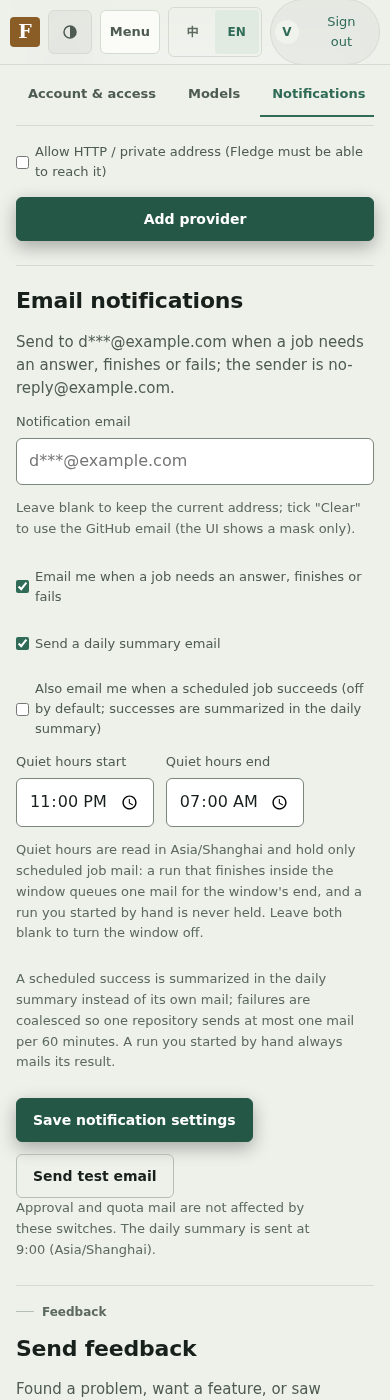 F
Menu
中
EN
V
Sign
out
Account & access
Models
Notifications
Allow HTTP / private address (Fledge must be able
to reach it)
Add provider
Email notifications
Send to d***@example.com when a job needs
an answer, finishes or fails; the sender is no-
reply@example.com.
Notification email
d***@example.com
Leave blank to keep the current address; tick "Clear"
to use the GitHub email (the UI shows a mask only).
Email me when a job needs an answer, finishes or
fails
Send a daily summary email
Also email me when a scheduled job succeeds (off
by default; successes are summarized in the daily
summary)
Quiet hours start
Quiet hours end
11:00 PM
07:00 AM
Quiet hours are read in Asia/Shanghai and hold only
scheduled job mail: a run that finishes inside the
window queues one mail for the window's end, and a
run you started by hand is never held. Leave both
blank to turn the window off.
A scheduled success is summarized in the daily
summary instead of its own mail; failures are
coalesced so one repository sends at most one mail
per 60 minutes. A run you started by hand always
mails its result.
Save notification settings
Send test email
Approval and quota mail are not affected by
these switches. The daily summary is sent at
9:00 (Asia/Shanghai).
Feedback
Send feedback
Found a problem, want a feature, or saw